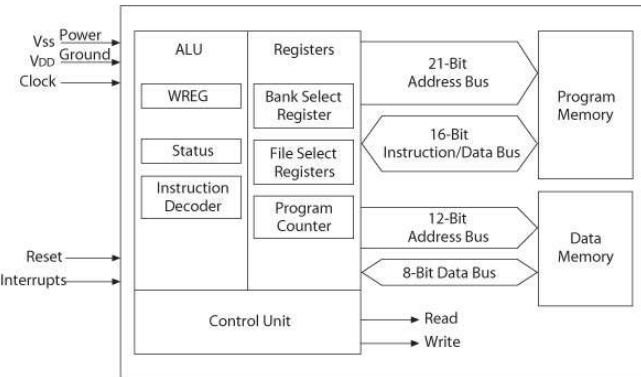 Vss Power
VDD Ground
Clock
Reset
Interrupts
ALU
WREG
Status
Instruction
Decoder
Registers
Bank Select
Register
File Select
Registers
Program
Counter
Control Unit
21-Bit
Address Bus
16-Bit
Instruction/Data Bus
12-Bit
Address Bus
8-Bit Data Bus
Read
Write
Program
Memory
Data
Memory